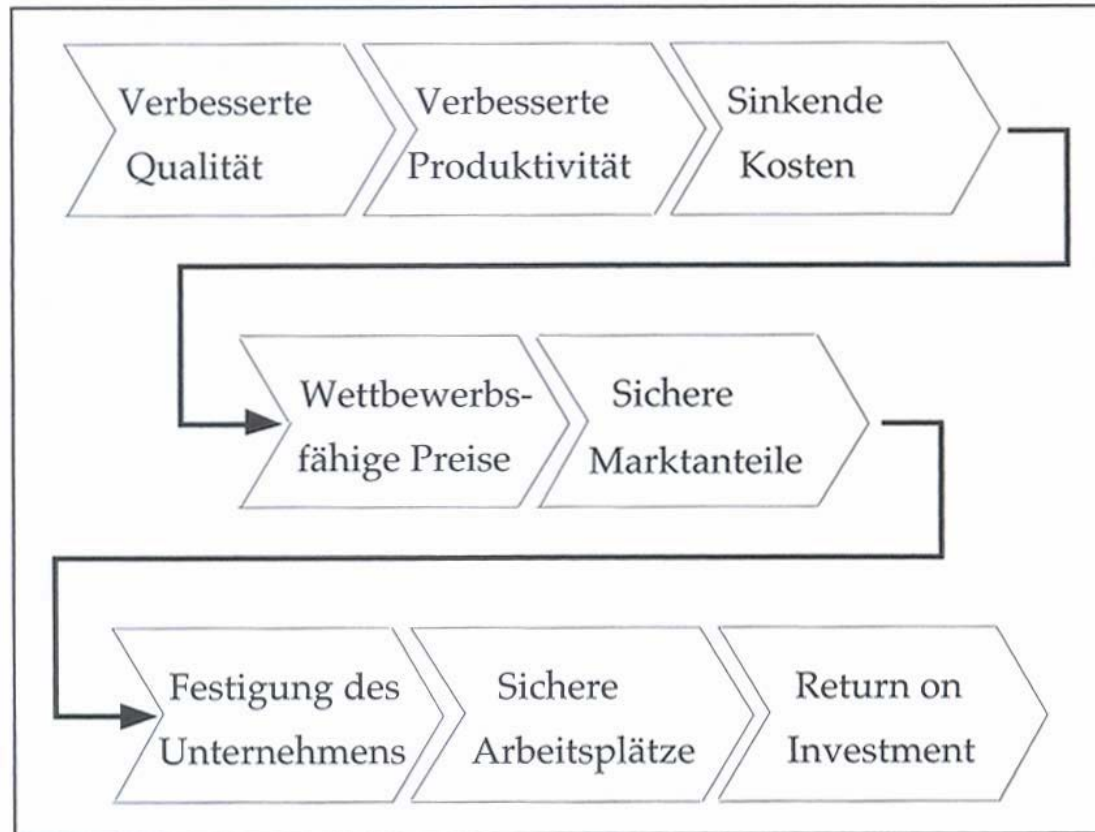 Verbesserte
Qualität
Verbesserte
Produktivität
Sinkende
Kosten
Wettbewerbs-
fähige Preise
Sichere
Marktanteile
Festigung des
Unternehmens
Sichere
Arbeitsplätze
Return on
Investment